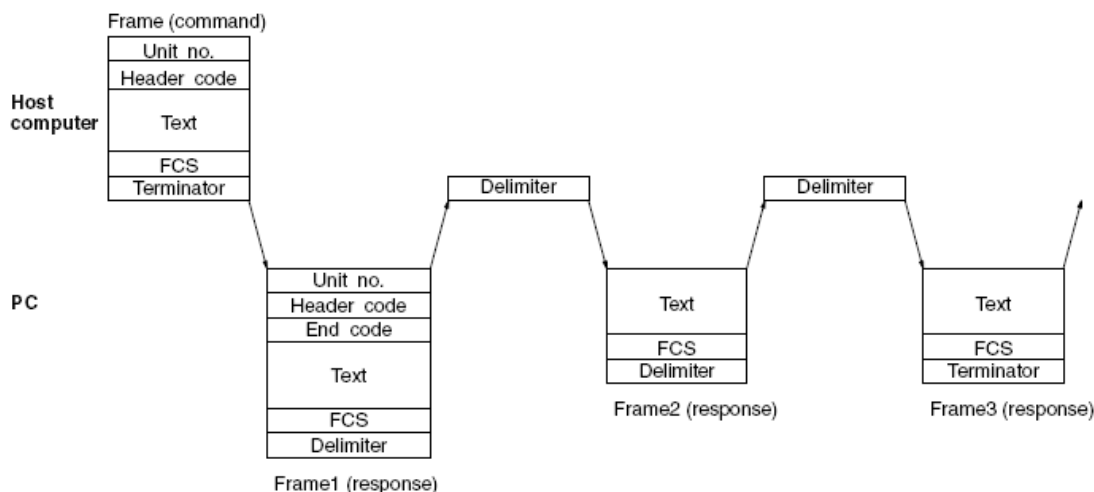 Frame (command)
Unit no.
Header code
Text
FCS
Terminator
Host
computer
Delimiter
Delimiter
PC
Unit no.
Header code
End code
Text
FCS
Delimiter
Frame1 (response)
Text
FCS
Delimiter
Frame2 (response)
Text
FCS
Terminator
Frame3 (response)